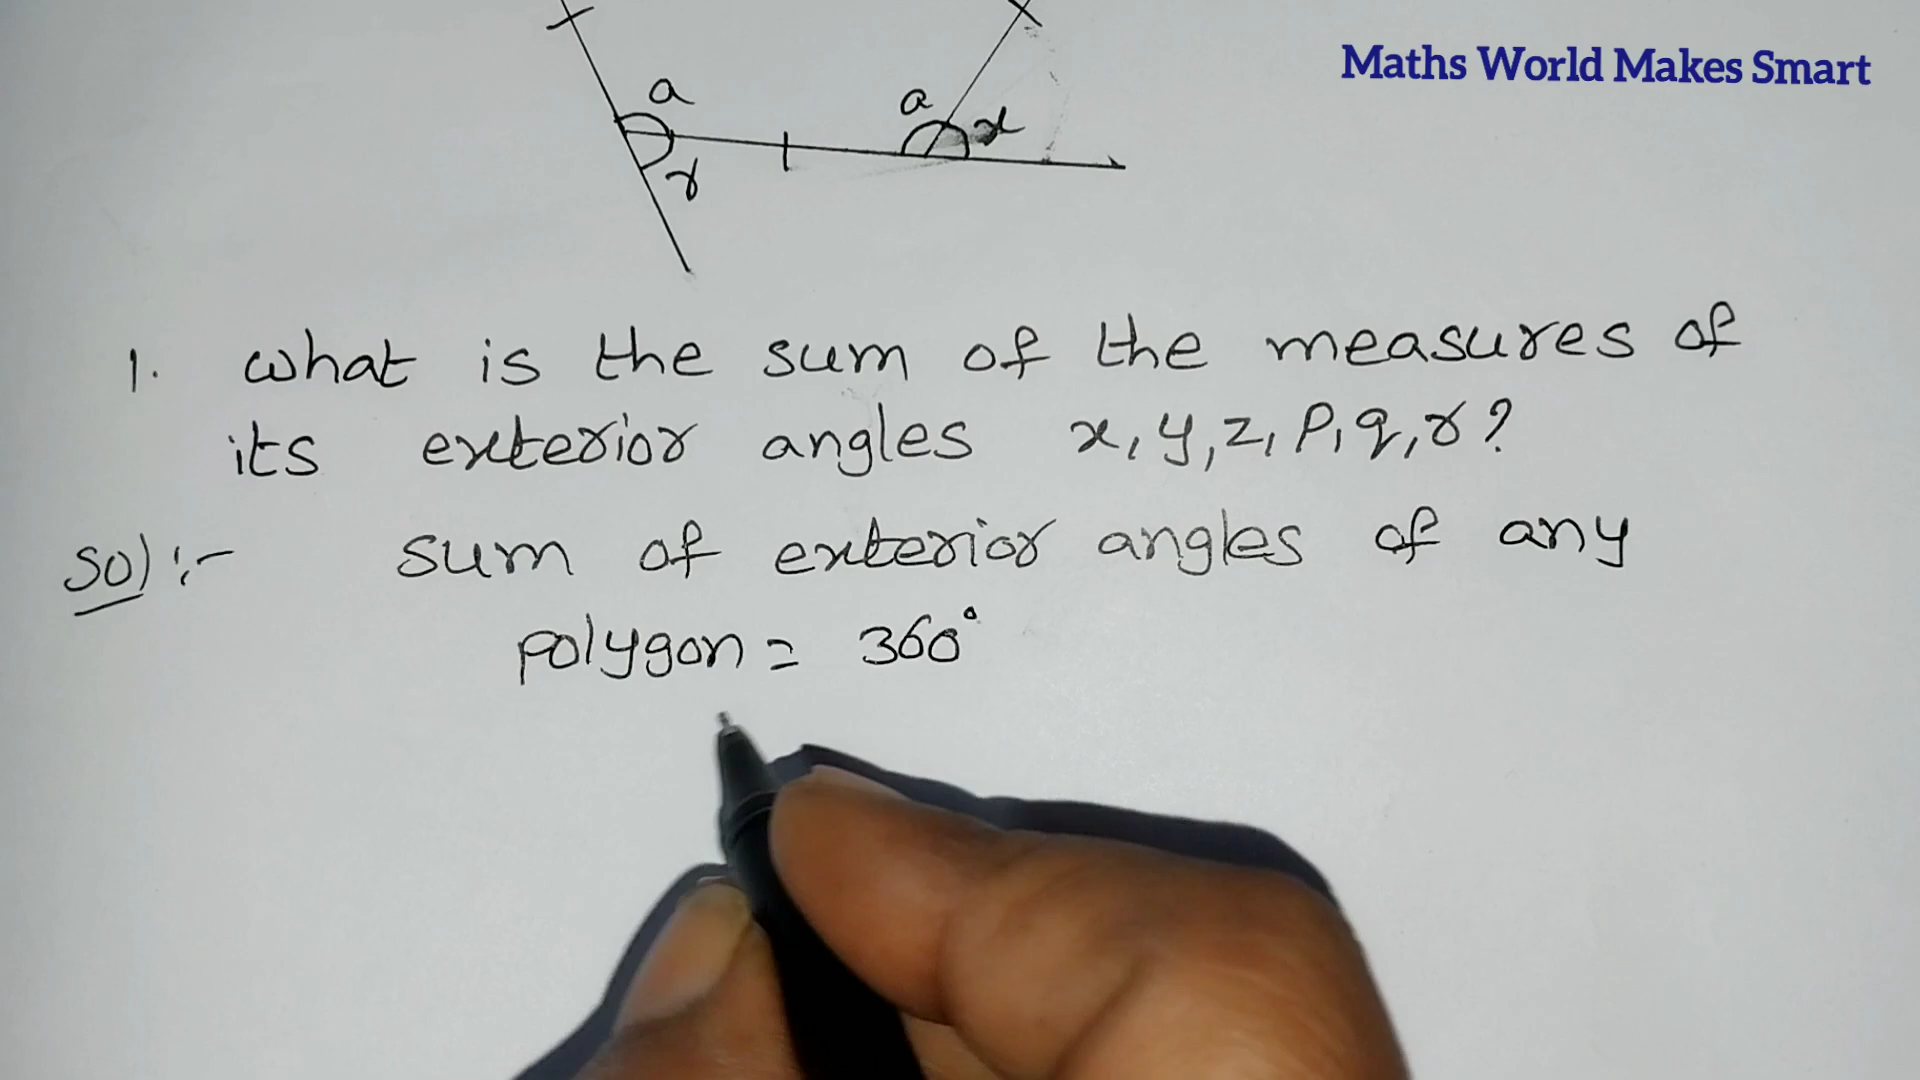 Maths World Makes Smart
a
a
x
r
1. what is the sum of the measures of
its exterior angles x, y, z, p, q, r?
Sol :- sum of exterior angles of any
polygon = 360°